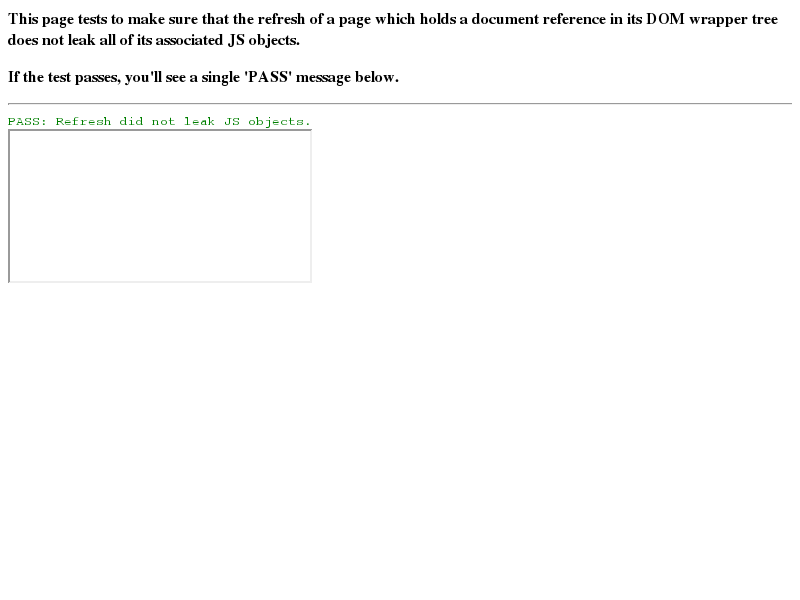 This page tests to make sure that the refresh of a page which holds a document reference in its DOM wrapper tree
does not leak all of its associated JS objects.
If the test passes, you'll see a single 'PASS' message below.
PASS: Refresh did not leak JS objects.